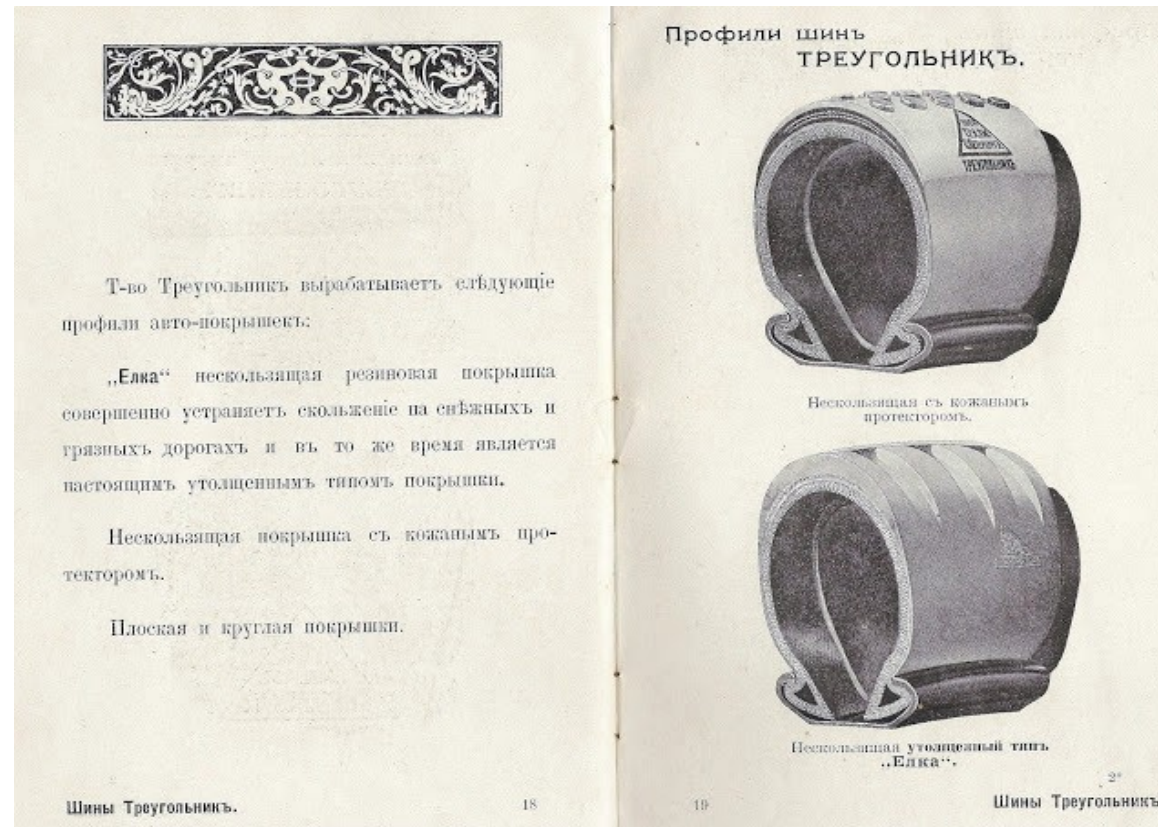 Т-во Треугольникъ вырабатываетъ слѣдующіе
профили авто-покрышекъ:
„Елка“ нескользящая резиновая покрышка
совершенно устраняетъ скольженіе на снѣжныхъ и
грязныхъ дорогахъ и въ то же время является
настоящимъ утолщеннымъ типомъ покрышки.
Нескользящая покрышка съ кожанымъ про-
текторомъ.
Плоская и круглая покрышки.
Шины Треугольникъ.
18
Профили шинъ
ТРЕУГОЛЬНИКЪ.
ТРЕУГОЛЬНИКЪ
Нескользящая съ кожанымъ
протекторомъ.
Нескользящая утолщенный типъ
„Елка“.
2*
19
Шины Треугольникъ